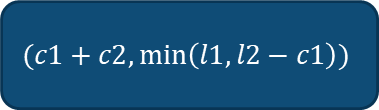 (c1 + c2, min(l1, l2 − c1))